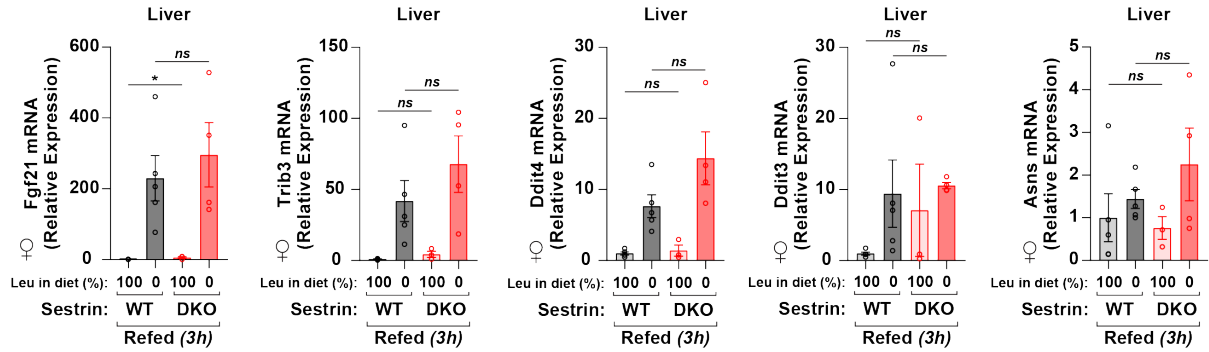 Liver
Fgf21 mRNA
(Relative Expression)
♀
600
400
200
0
*
ns
Leu in diet (%): 100 0 100 0
Sestrin: WT DKO
Refed (3h)
Liver
Trib3 mRNA
(Relative Expression)
♀
150
100
50
0
ns
ns
Leu in diet (%): 100 0 100 0
Sestrin: WT DKO
Refed (3h)
Liver
Ddit4 mRNA
(Relative Expression)
♀
30
20
10
0
ns
ns
Leu in diet (%): 100 0 100 0
Sestrin: WT DKO
Refed (3h)
Liver
Ddit3 mRNA
(Relative Expression)
♀
30
20
10
0
ns
ns
Leu in diet (%): 100 0 100 0
Sestrin: WT DKO
Refed (3h)
Liver
Asns mRNA
(Relative Expression)
♀
5
4
3
2
1
0
ns
ns
Leu in diet (%): 100 0 100 0
Sestrin: WT DKO
Refed (3h)